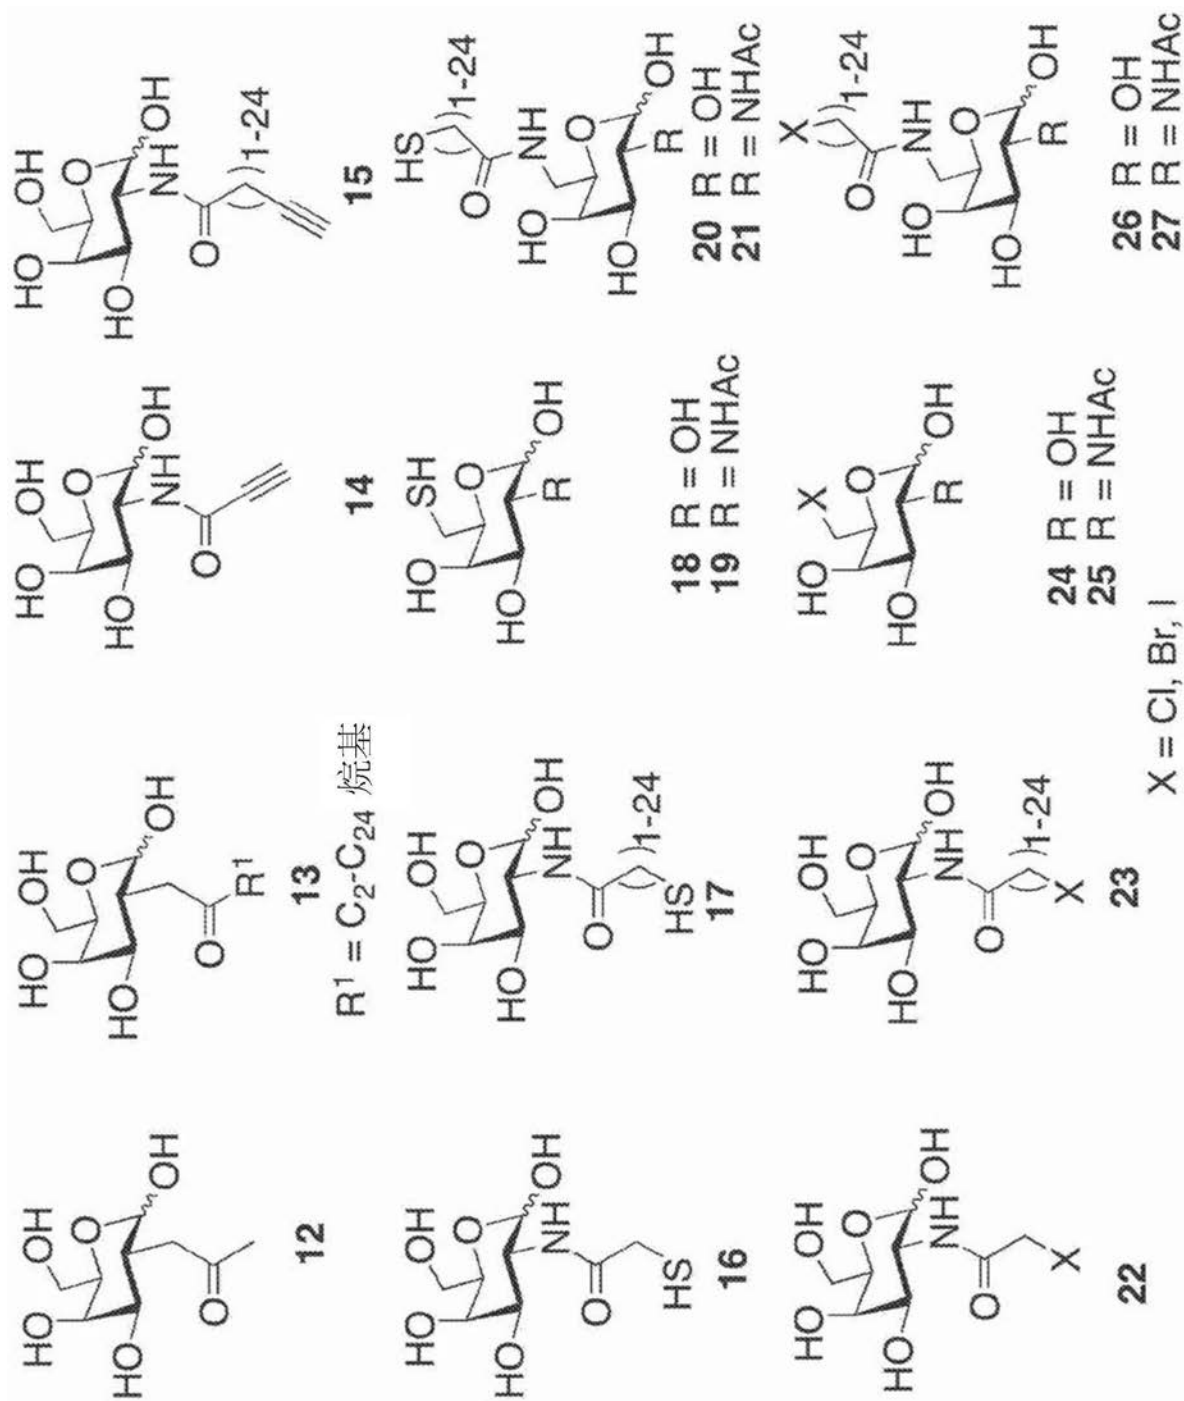 HO
OH
O
HO
OH
O
12
HO
OH
O
HO
OH
O
R¹
13
R¹ = C₂-C₂₄ 烷基
HO
OH
O
HO
NH
OH
O
14
HO
OH
O
HO
NH
OH
O
1-24
15
HO
OH
O
HO
NH
OH
O
HS
16
HO
OH
O
HO
NH
OH
O
1-24
HS
17
HO
SH
O
HO
R
OH
18 R = OH
19 R = NHAc
HS
1-24
O
NH
HO
O
HO
R
OH
20 R = OH
21 R = NHAc
HO
OH
O
HO
NH
OH
O
X
22
HO
OH
O
HO
NH
OH
O
1-24
X
23
HO
X
O
HO
R
OH
24 R = OH
25 R = NHAc
X
1-24
O
NH
HO
O
HO
R
OH
26 R = OH
27 R = NHAc
X = Cl, Br, I